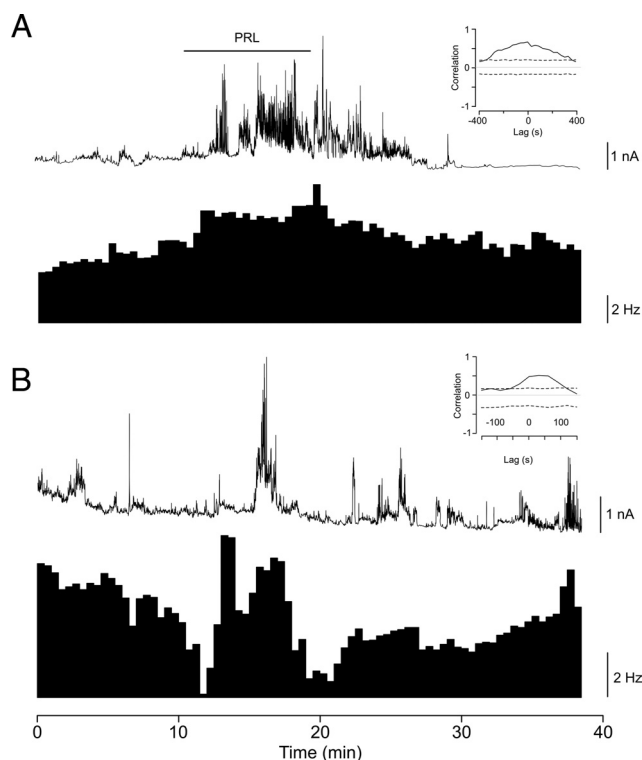 A
PRL
Correlation
1
0
-1
-400
0
400
Lag (s)
1 nA
2 Hz
B
Correlation
1
0
-1
-100
0
100
Lag (s)
1 nA
2 Hz
0
10
20
30
40
Time (min)